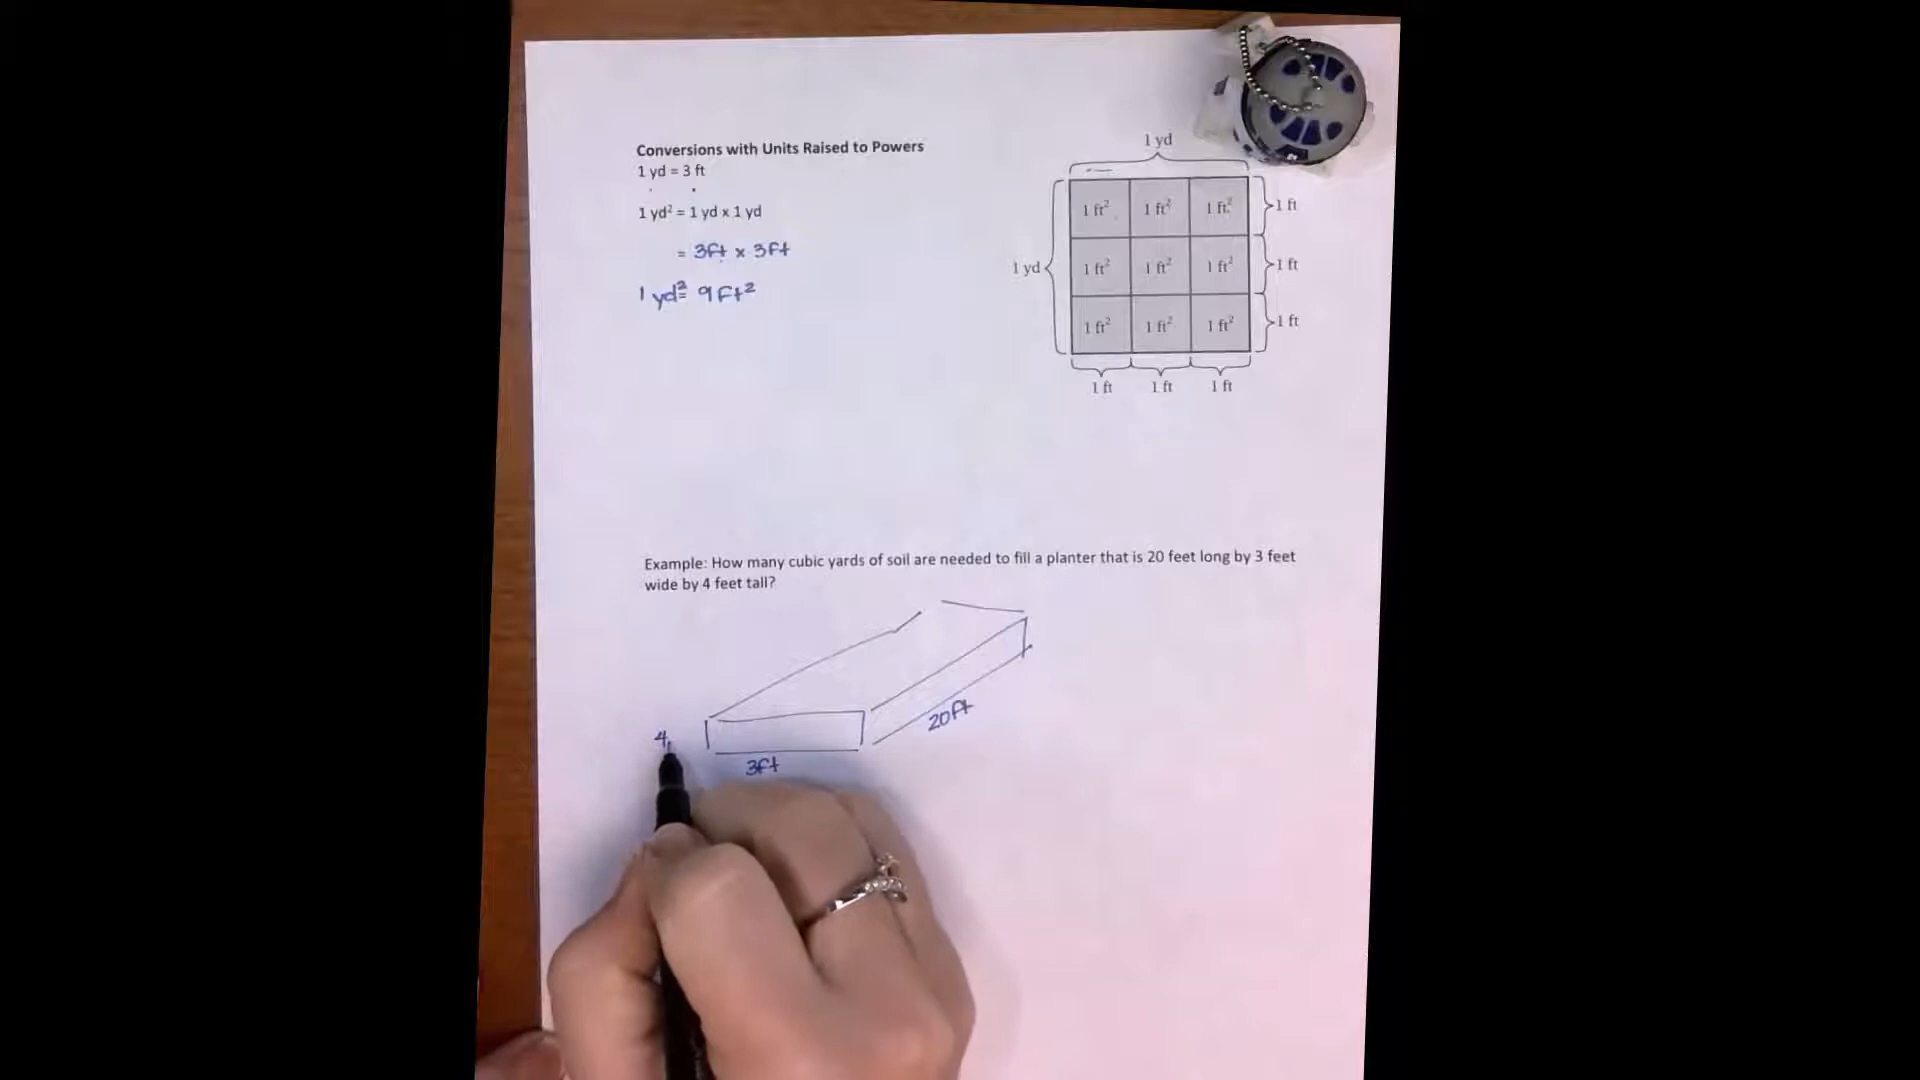 Conversions with Units Raised to Powers
1 yd = 3 ft
1 yd² = 1 yd x 1 yd
= 3ft x 3ft
1 yd² = 9ft²
1 yd
1 ft² 1 ft² 1 ft² 1 ft
1 yd 1 ft² 1 ft² 1 ft² 1 ft
1 ft² 1 ft² 1 ft² 1 ft
1 ft 1 ft 1 ft
Example: How many cubic yards of soil are needed to fill a planter that is 20 feet long by 3 feet
wide by 4 feet tall?
20ft
4
3ft